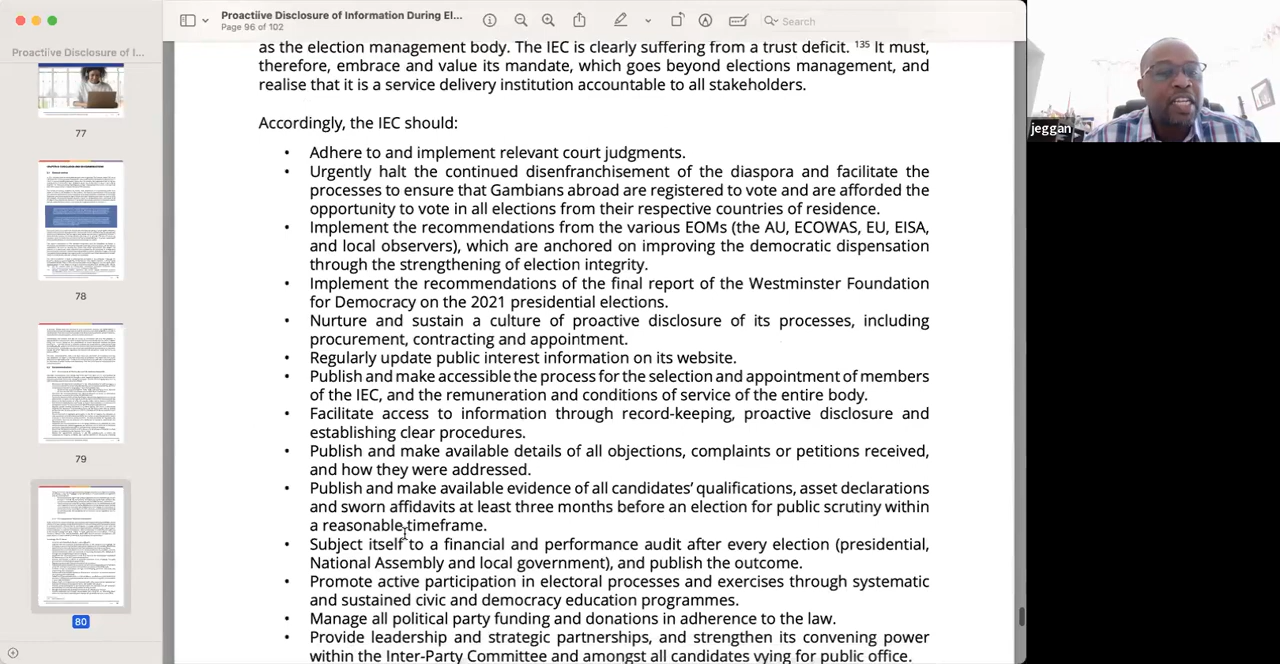 Proactiive Disclosure of Information During El...
Page 96 of 102
Search
Proactiive Disclosure of I...
77
78
79
80
as the election management body. The IEC is clearly suffering from a trust deficit. 135 It must,
therefore, embrace and value its mandate, which goes beyond elections management, and
realise that it is a service delivery institution accountable to all stakeholders.
Accordingly, the IEC should:
• Adhere to and implement relevant court judgments.
• Urgently halt the continued disenfranchisement of the diaspora and facilitate the
processes to ensure that Gambians abroad are registered to vote and are afforded the
opportunity to vote in all elections from their respective countries of residence.
• Implement the recommendations from the various EOMs (the AU, ECOWAS, EU, EISA,
and local observers), which are anchored on improving the democratic dispensation
through the strengthening of election integrity.
• Implement the recommendations of the final report of the Westminster Foundation
for Democracy on the 2021 presidential elections.
• Nurture and sustain a culture of proactive disclosure of its processes, including
procurement, contracting and appointment.
• Regularly update public interest information on its website.
• and accessible process for the selection and appointment of members
IEC, and the terms and conditions of service of the entire body.
• Facilitate access to information through record-keeping, proactive disclosure and
establishing clear procedures.
• Publish and make available details of all objections, complaints or petitions received,
and how they were addressed.
• Publish and make available evidence of all candidates' qualifications, asset declarations
and sworn affidavits at least three months before an election for public scrutiny within
a reasonable timeframe.
• Subject itself to a financial and performance audit after every election (presidential,
National Assembly and local government), and publish the outcome.
• Promote active participation in electoral processes and exercises through systematic
and sustained civic and democracy education programmes.
• Manage all political party funding and donations in adherence to the law.
• Provide leadership and strategic partnerships, and strengthen its convening power
within the Inter-Party Committee and amongst all candidates vying for public office.
jeggan